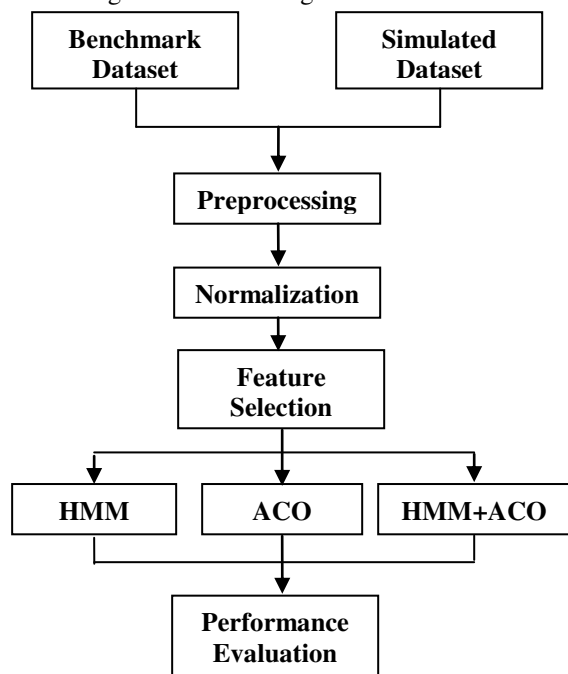 Benchmark
Dataset
Simulated
Dataset
Preprocessing
Normalization
Feature
Selection
HMM
ACO
HMM+ACO
Performance
Evaluation